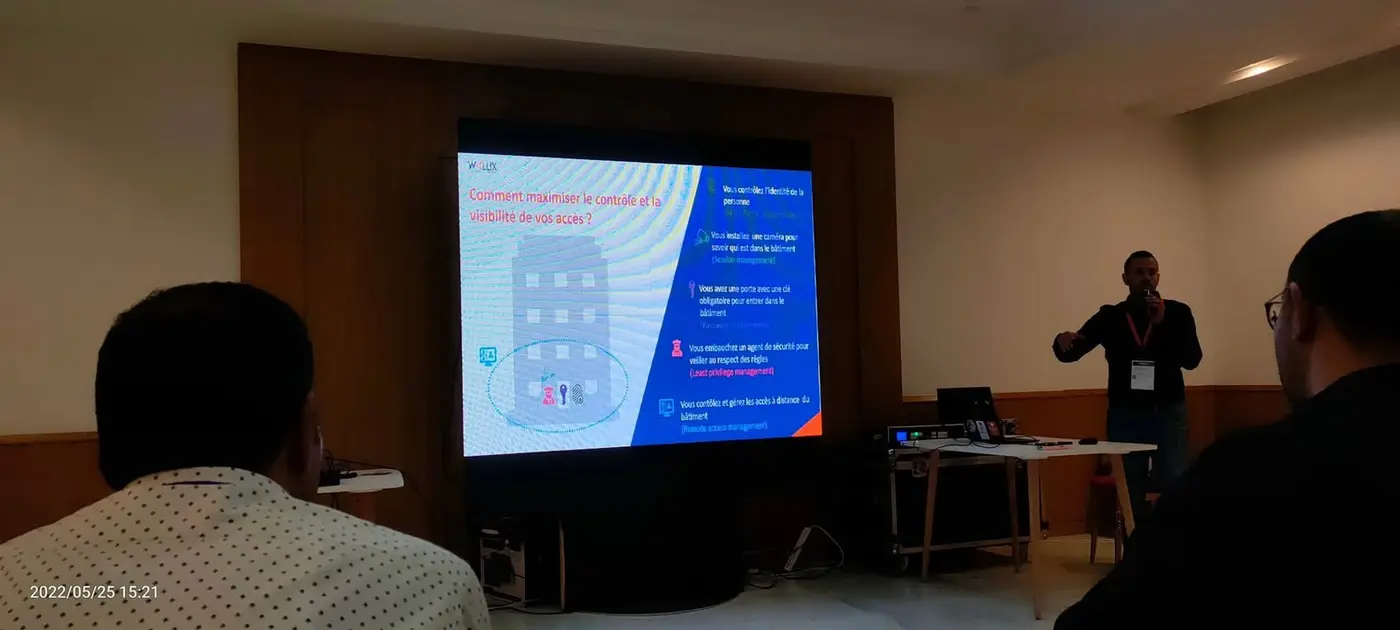 Comment maximiser le contrôle et la
visibilité de vos accès ?
Vous contrôlez l'identité de la
personne
Vous installez une caméra pour
savoir qui est dans le bâtiment
(Session management)
Vous avez une porte avec une clé
obligatoire pour entrer dans le
bâtiment
Vous embauchez un agent de sécurité pour
veiller au respect des règles
(Least privilege management)
Vous contôlez et gérez les accès à distance du
bâtiment
(Remote access management)
2022/05/25 15:21